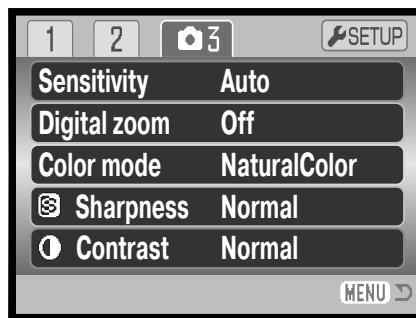 1 2 3 SETUP
Sensitivity Auto
Digital zoom Off
Color mode NaturalColor
Sharpness Normal
Contrast Normal
MENU